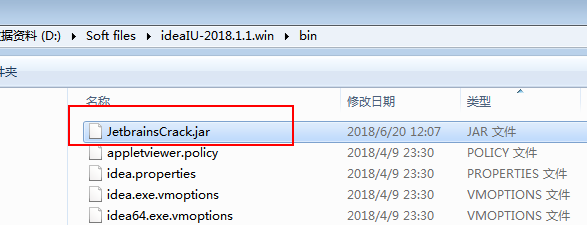 数据资料 (D:) ▸ Soft files ▸ ideaIU-2018.1.1.win ▸ bin
件夹
名称 修改日期 类型
JetbrainsCrack.jar 2018/6/20 12:07 JAR 文件
appletviewer.policy 2018/4/9 23:30 POLICY 文件
idea.properties 2018/4/9 23:30 PROPERTIES 文件
idea.exe.vmoptions 2018/4/9 23:30 VMOPTIONS 文件
idea64.exe.vmoptions 2018/4/9 23:30 VMOPTIONS 文件